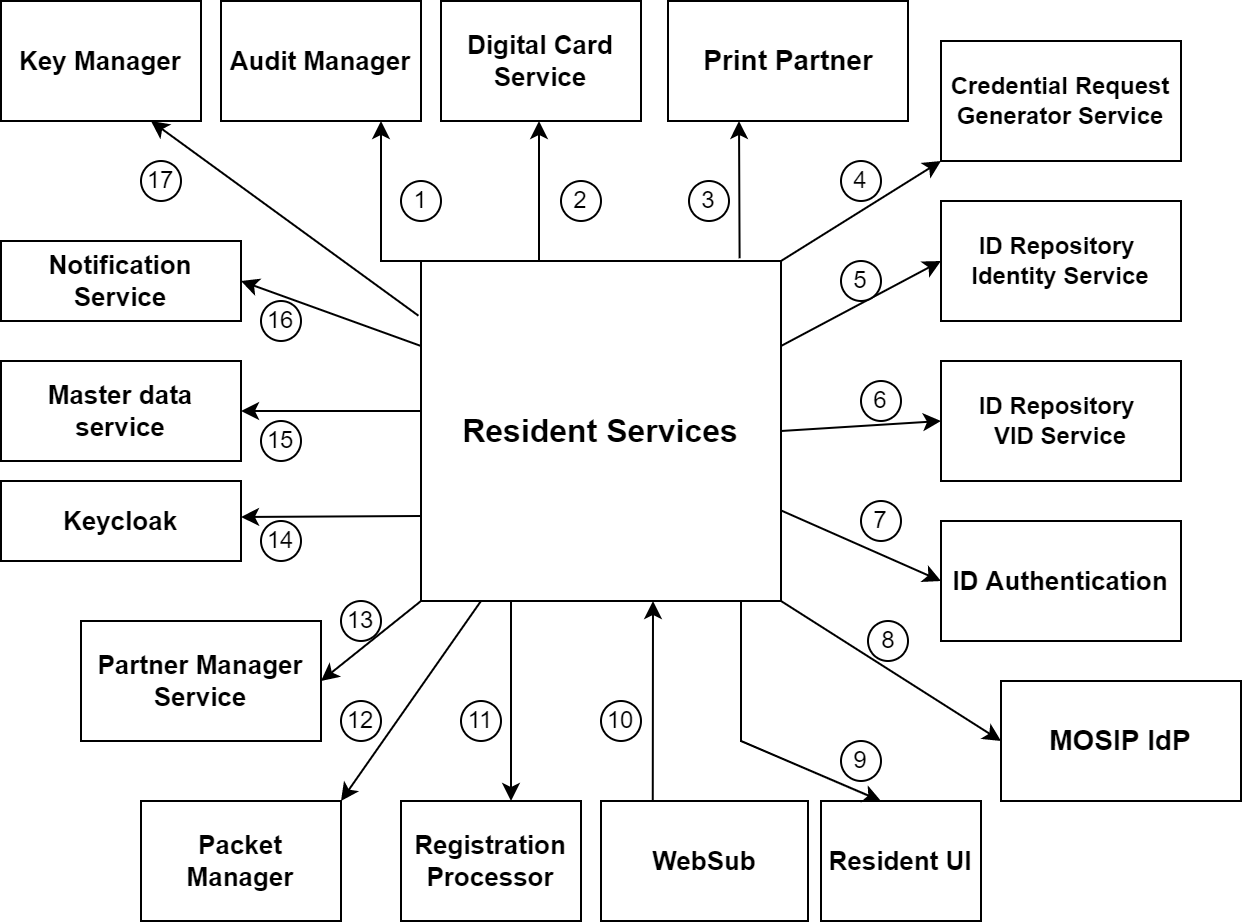 Key Manager
Audit Manager
Digital Card
Service
Print Partner
Credential Request
Generator Service
17
1
2
3
4
ID Repository
Identity Service
5
Notification
Service
16
Master data
service
15
Resident Services
6
ID Repository
VID Service
Keycloak
14
7
ID Authentication
13
8
Partner Manager
Service
12
11
10
9
MOSIP IdP
Packet
Manager
Registration
Processor
WebSub
Resident UI